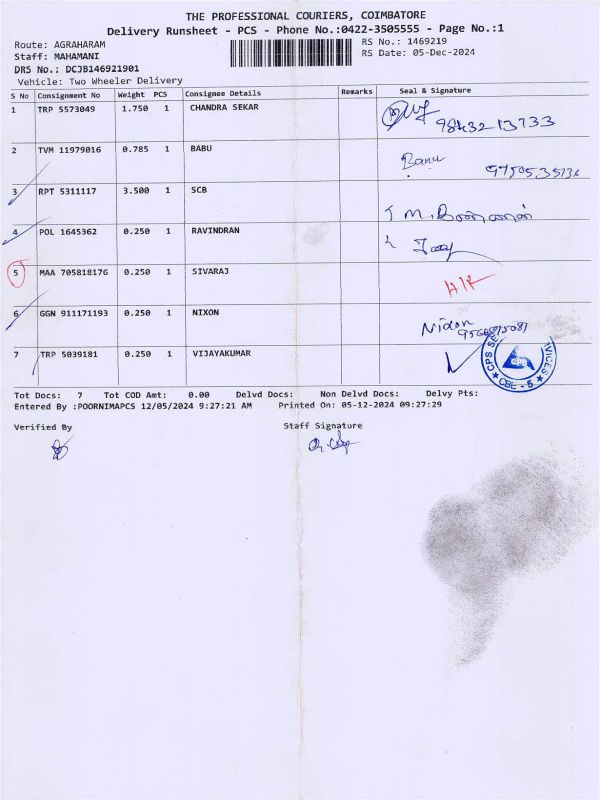 THE PROFESSIONAL COURIERS, COIMBATORE
Delivery Runsheet - PCS - Phone No.:0422-3505555 - Page No.:1
Route: AGRAHARAM
RS No.: 1469219
Staff: MAHAMANI
RS Date: 05-Dec-2024
DRS No.: DCJB146921901
Vehicle: Two Wheeler Delivery
S No Consignment No Weight PCS Consignee Details Remarks Seal & Signature
1 TRP 5573049 1.750 1 CHANDRA SEKAR
9843213733
2 TVM 11979016 0.785 1 BABU
3 RPT 5311117 3.500 1 SCB
4 POL 1645362 0.250 1 RAVINDRAN
5 MAA 705818176 0.250 1 SIVARAJ
6 GGN 911171193 0.250 1 NIXON
Nixon
7 TRP 5039181 0.250 1 VIJAYAKUMAR
CBE - 5
Tot Docs: 7 Tot COD Amt: 0.00 Delvd Docs: Non Delvd Docs: Delvy Pts:
Entered By :POORNIMAPCS 12/05/2024 9:27:21 AM Printed On: 05-12-2024 09:27:29
Verified By
Staff Signature